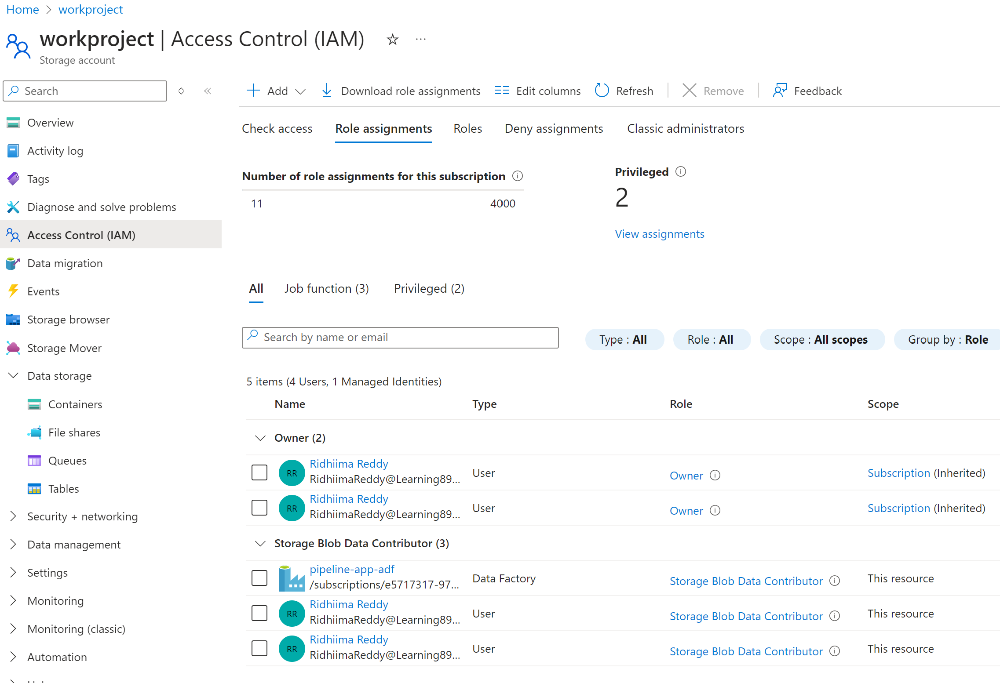 Home > workproject
workproject | Access Control (IAM) ☆ ...
Storage account
Search
Overview
Activity log
Tags
Diagnose and solve problems
Access Control (IAM)
Data migration
Events
Storage browser
Storage Mover
Data storage
Containers
File shares
Queues
Tables
Security + networking
Data management
Settings
Monitoring
Monitoring (classic)
Automation
Add Download role assignments Edit columns Refresh Remove Feedback
Check access Role assignments Roles Deny assignments Classic administrators
Number of role assignments for this subscription
11 4000
Privileged
2
View assignments
All Job function (3) Privileged (2)
Search by name or email
Type : All Role : All Scope : All scopes Group by : Role
5 items (4 Users, 1 Managed Identities)
Name Type Role Scope
Owner (2)
RR Ridhiima Reddy
RidhiimaReddy@Learning89... User Owner Subscription (Inherited)
RR Ridhiima Reddy
RidhiimaReddy@Learning89... User Owner Subscription (Inherited)
Storage Blob Data Contributor (3)
pipeline-app-adf
/subscriptions/e5717317-97... Data Factory Storage Blob Data Contributor This resource
RR Ridhiima Reddy
RidhiimaReddy@Learning89... User Storage Blob Data Contributor This resource
RR Ridhiima Reddy
RidhiimaReddy@Learning89... User Storage Blob Data Contributor This resource